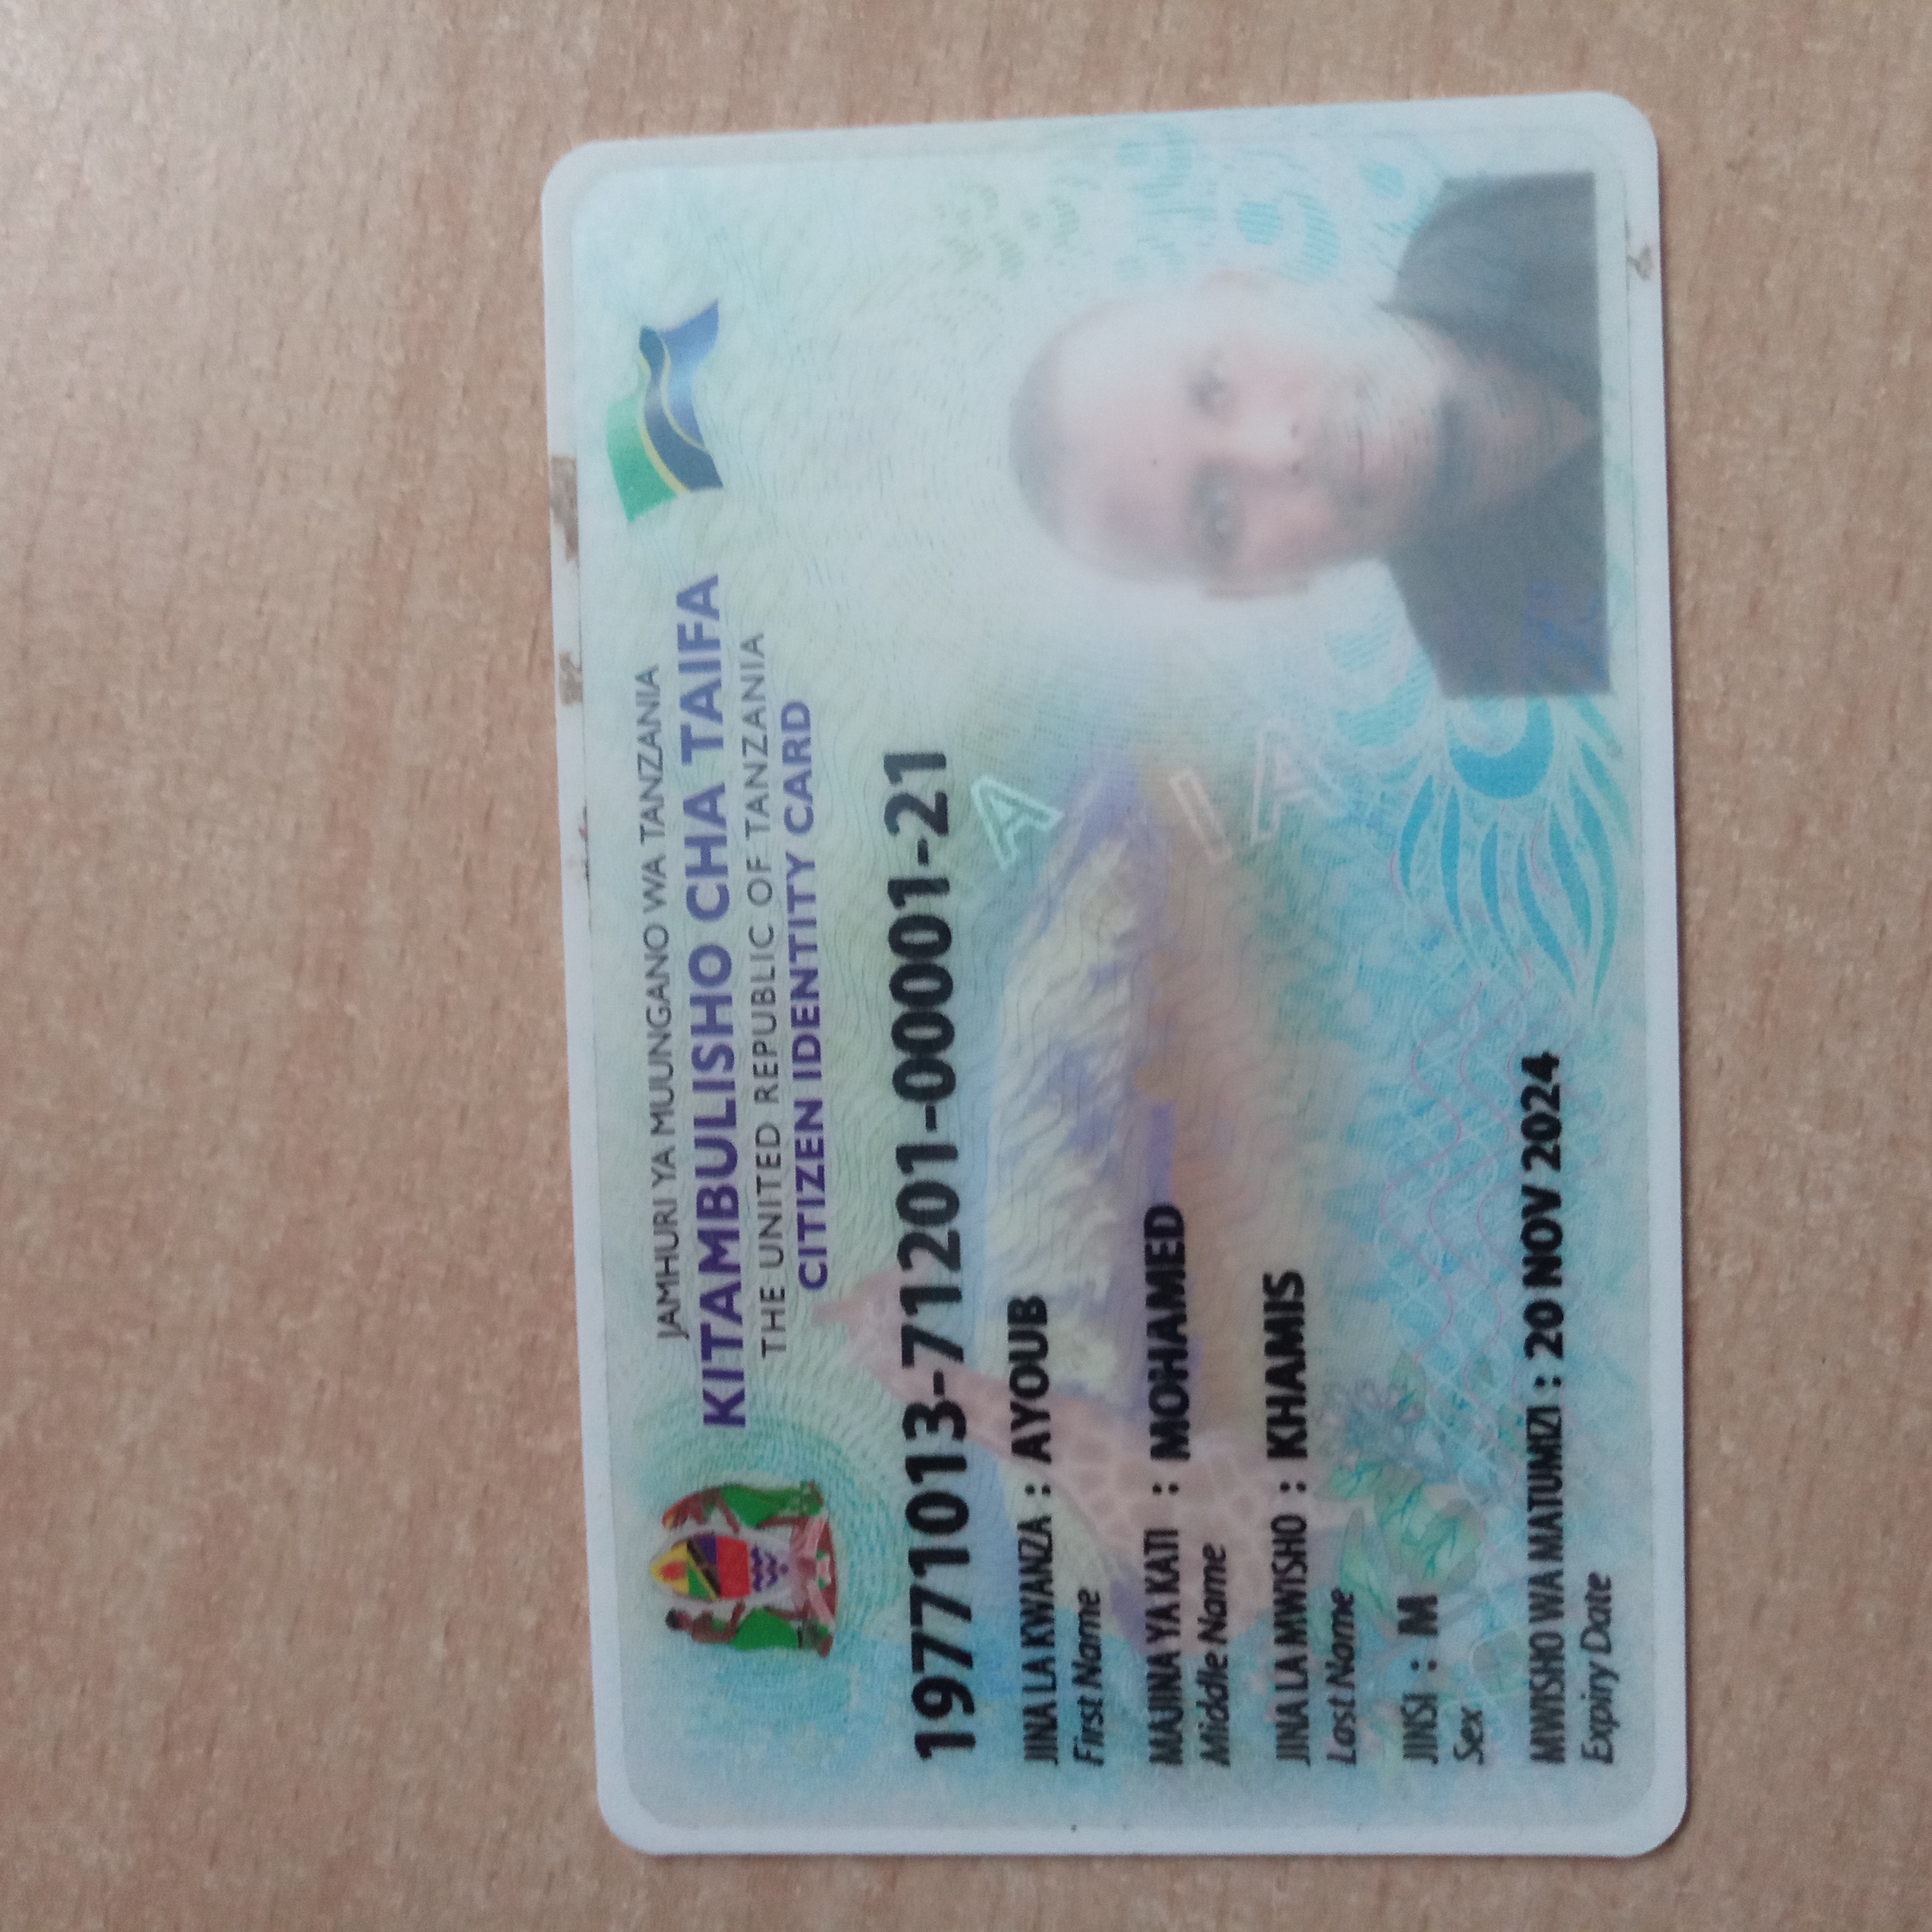 JAMHURI YA MUUNGANO WA TANZANIA
KITAMBULISHO CHA TAIFA
THE UNITED REPUBLIC OF TANZANIA
CITIZEN IDENTITY CARD
19771013-71201-00001-21
JINA LA KWANZA : AYOUB
First Name
MAJINA YA KATI : MOHAMED
Middle Name
JINA LA MWISHO : KHAMIS
Last Name
JINSI : M
Sex
MWISHO WA MATUMIZI : 20 NOV 2024
Expiry Date